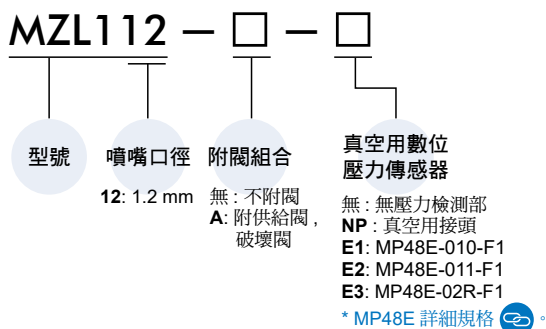 MZL112 – □ – □
型號
噴嘴口徑
12: 1.2 mm
附閥組合
無 : 不附閥
A: 附供給閥 ,
破壞閥
真空用數位
壓力傳感器
無 : 無壓力檢測部
NP : 真空用接頭
E1: MP48E-010-F1
E2: MP48E-011-F1
E3: MP48E-02R-F1
* MP48E 詳細規格 。